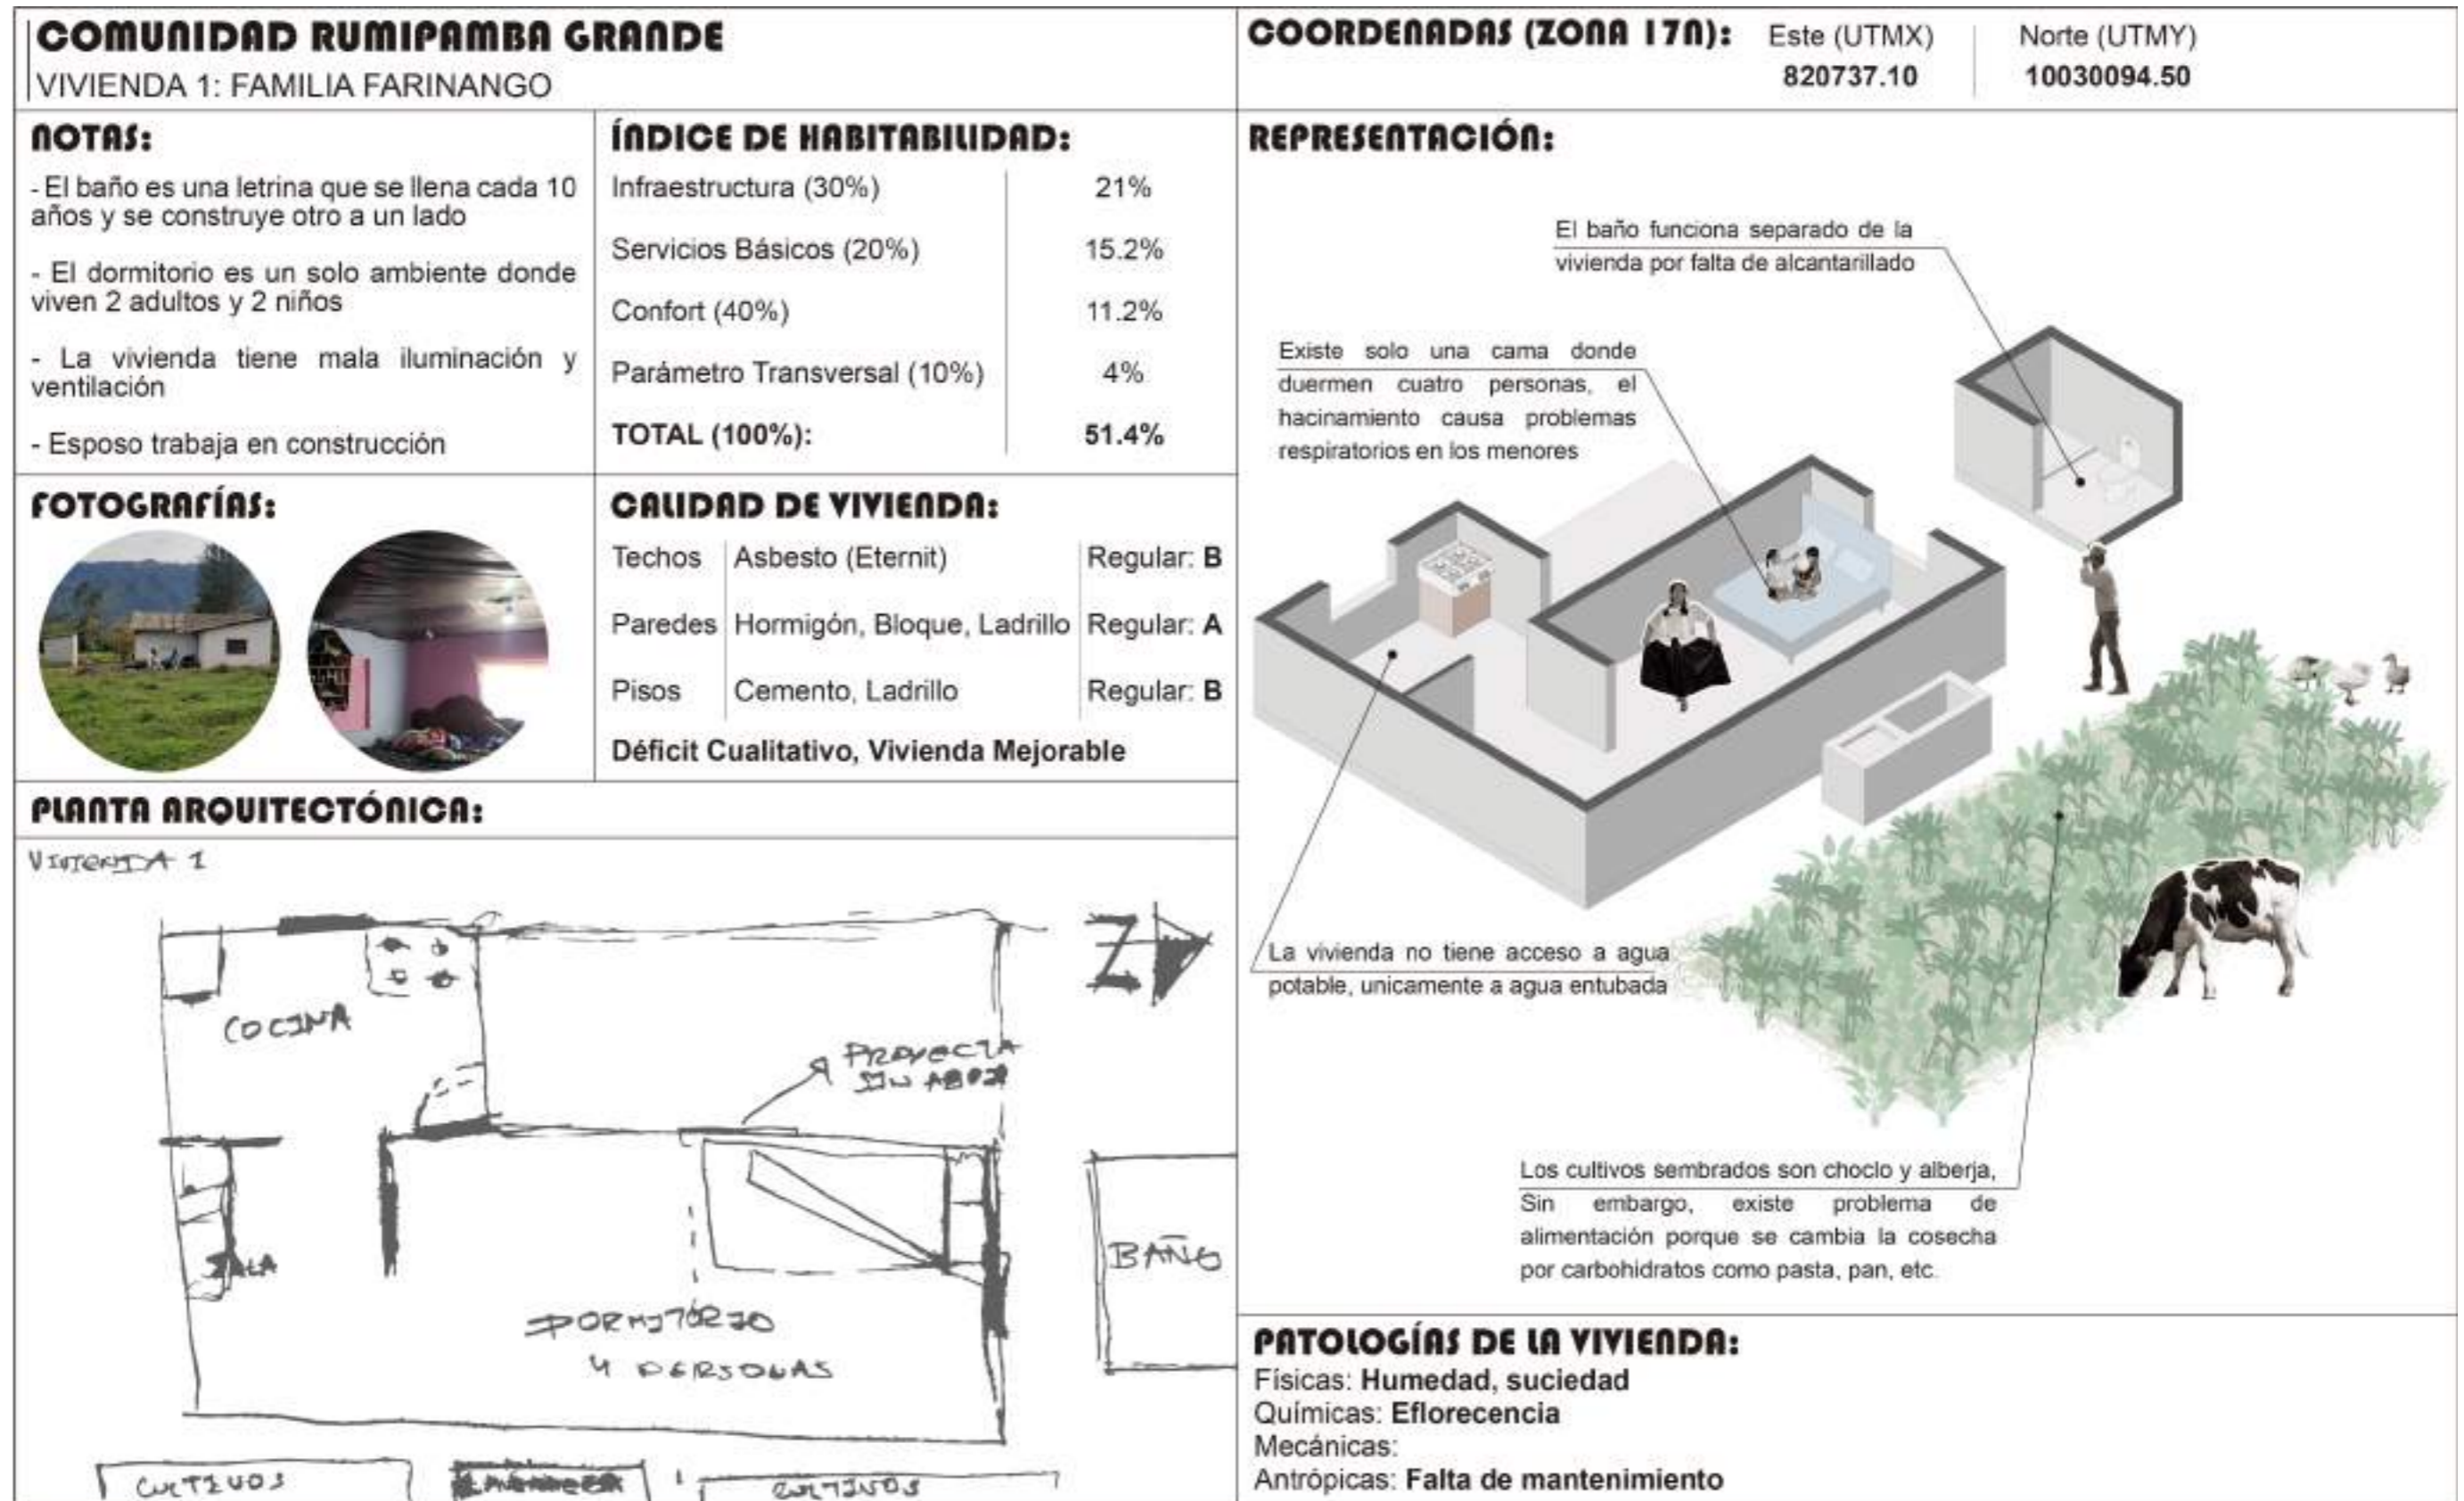 COMUNIDAD RUMIPAMBA GRANDE
VIVIENDA 1: FAMILIA FARINANGO
COORDENADAS (ZONA 17N): Este (UTMX) Norte (UTMY)
820737.10 10030094.50
NOTAS:
- El baño es una letrina que se llena cada 10
años y se construye otro a un lado
- El dormitorio es un solo ambiente donde
viven 2 adultos y 2 niños
- La vivienda tiene mala iluminación y
ventilación
- Esposo trabaja en construcción
ÍNDICE DE HABITABILIDAD:
Infraestructura (30%) 21%
Servicios Básicos (20%) 15.2%
Confort (40%) 11.2%
Parámetro Transversal (10%) 4%
TOTAL (100%): 51.4%
FOTOGRAFÍAS:
CALIDAD DE VIVIENDA:
Techos Asbesto (Eternit) Regular: B
Paredes Hormigón, Bloque, Ladrillo Regular: A
Pisos Cemento, Ladrillo Regular: B
Déficit Cualitativo, Vivienda Mejorable
PLANTA ARQUITECTÓNICA:
VIVIENDA 1
COCINA
PROYECTA
SALA
DORMITORIO
4 PERSONAS
BAÑO
CULTIVOS
CULTIVOS
REPRESENTACIÓN:
El baño funciona separado de la
vivienda por falta de alcantarillado
Existe solo una cama donde
duermen cuatro personas, el
hacinamiento causa problemas
respiratorios en los menores
La vivienda no tiene acceso a agua
potable, unicamente a agua entubada
Los cultivos sembrados son choclo y alberja,
Sin embargo, existe problema de
alimentación porque se cambia la cosecha
por carbohidratos como pasta, pan, etc.
PATOLOGÍAS DE LA VIVIENDA:
Físicas: Humedad, suciedad
Químicas: Eflorecencia
Mecánicas:
Antrópicas: Falta de mantenimiento